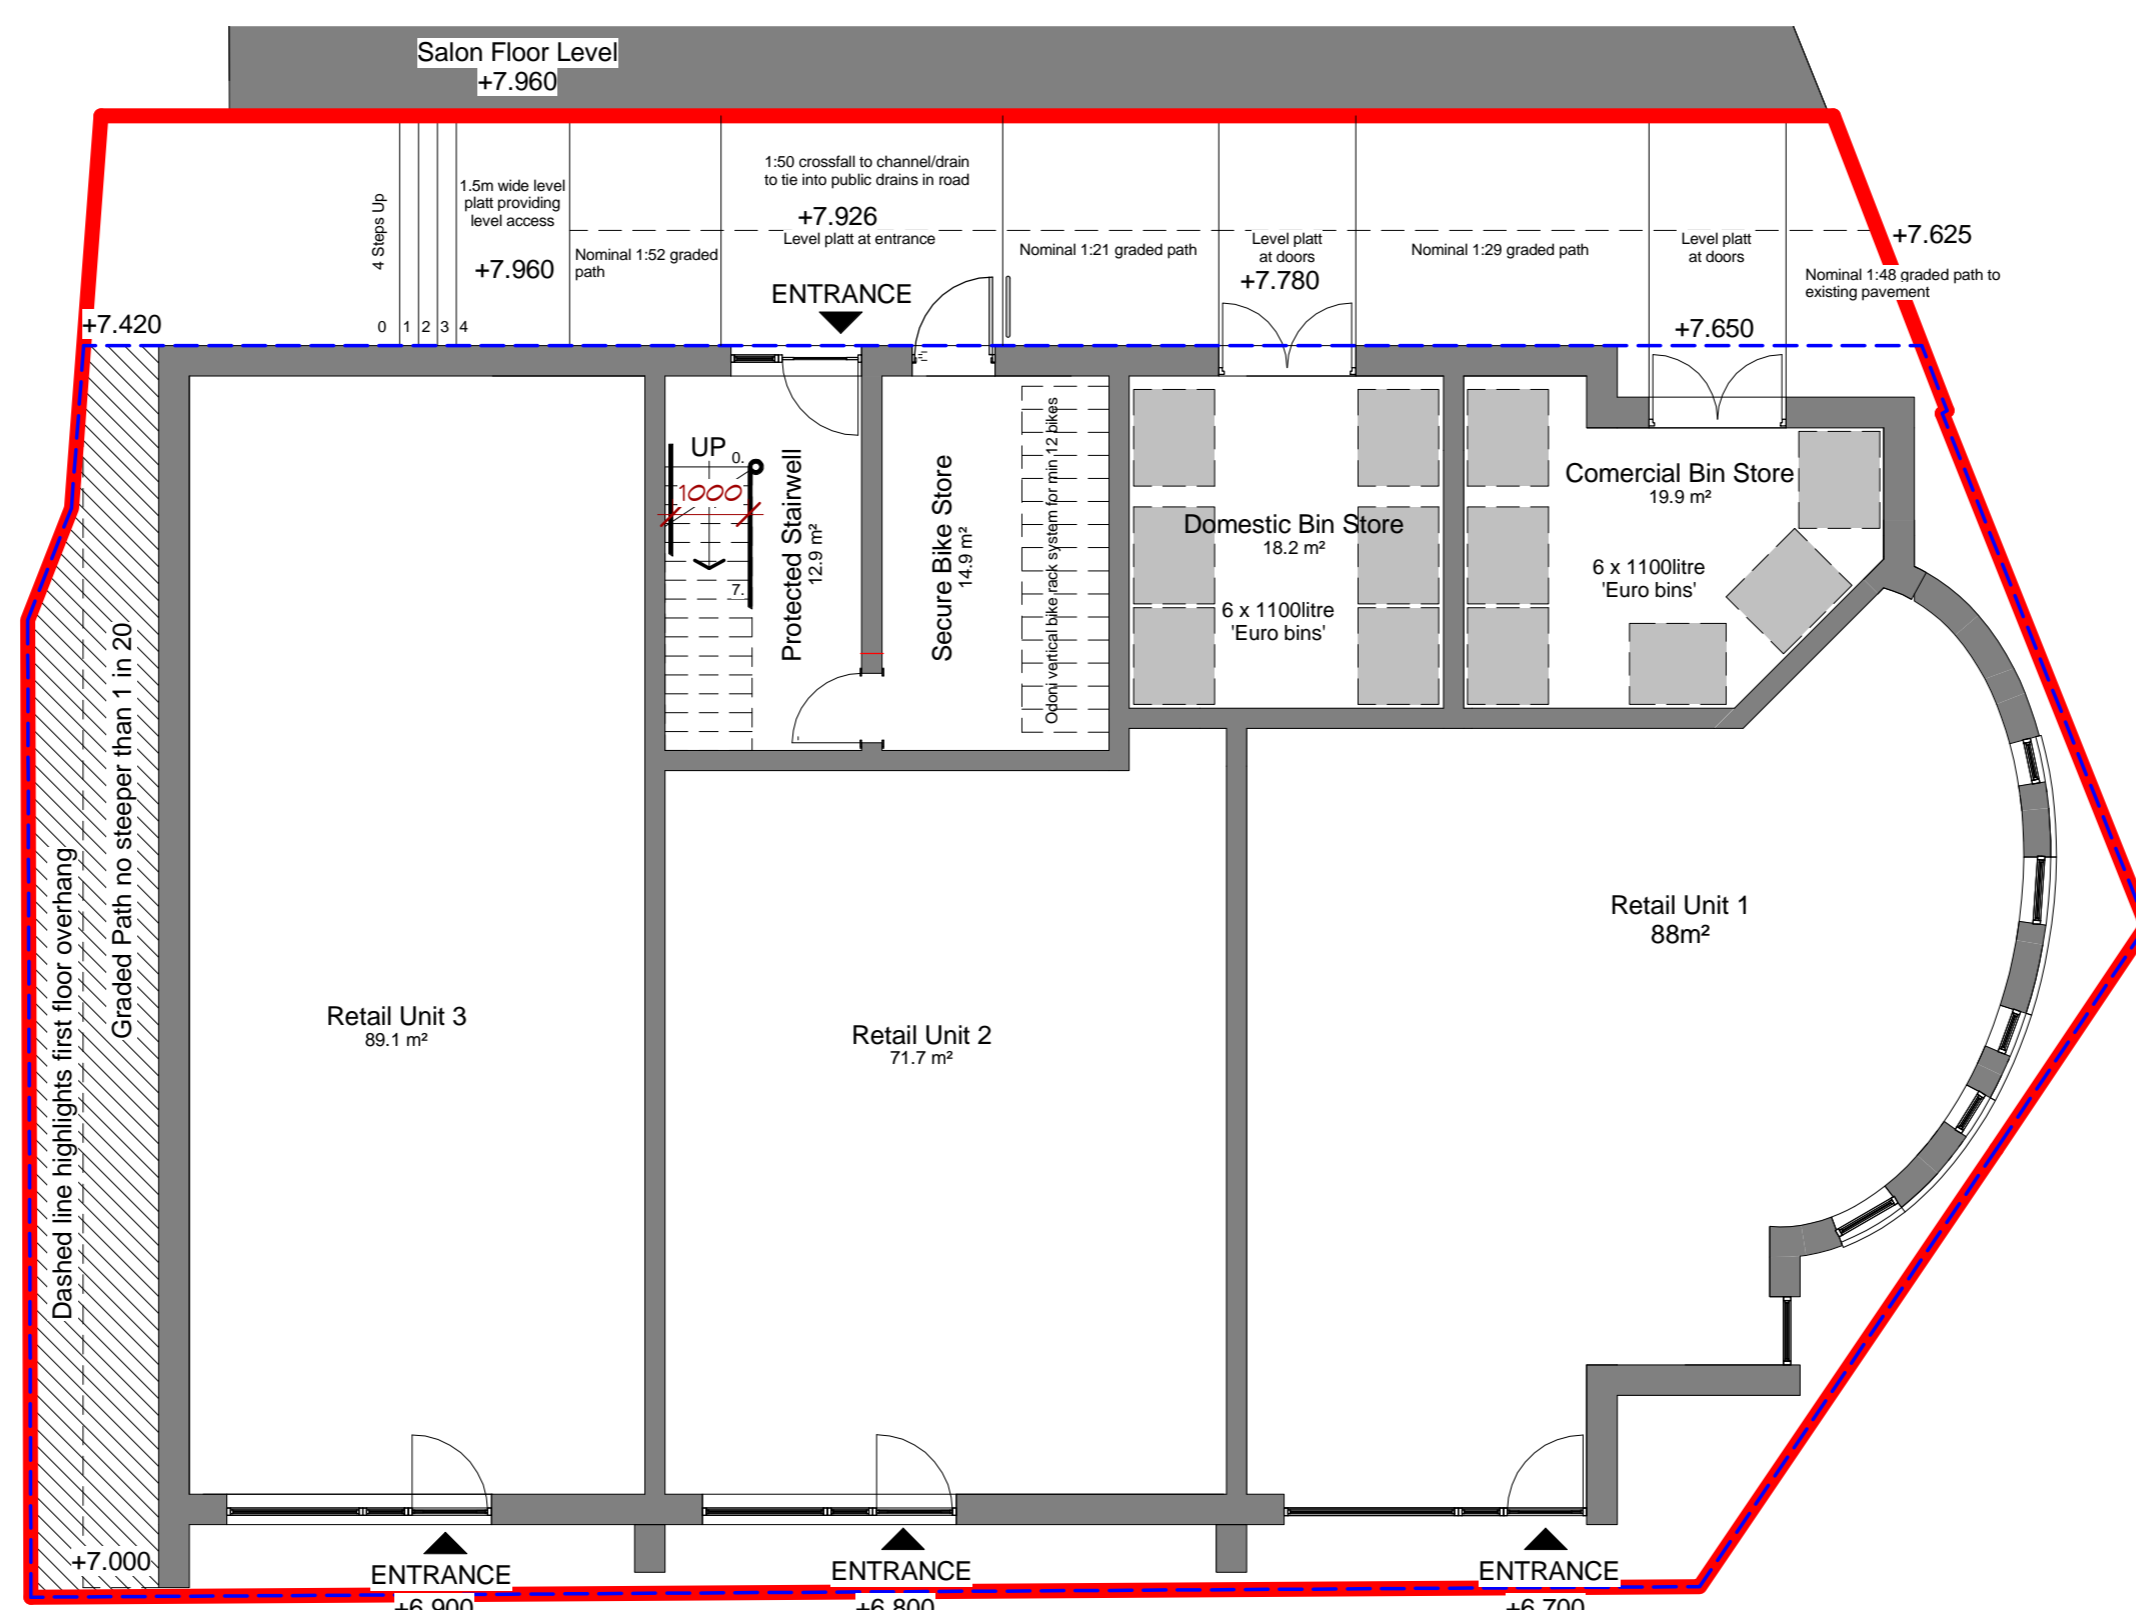 Salon Floor Level
+7.960
1:50 crossfall to channel/drain
to tie into public drains in road
+7.926
Level platt at entrance
1.5m wide level
platt providing
level access
+7.960
4 Steps Up
0 1 2 3 4
Nominal 1:52 graded
path
Nominal 1:21 graded path
Level platt
at doors
+7.780
Nominal 1:29 graded path
Level platt
at doors
+7.650
+7.625
Nominal 1:48 graded path to
existing pavement
+7.420
ENTRANCE
UP
0.
1000
7.
Protected Stairwell
12.9 m²
Secure Bike Store
14.9 m²
Odoni vertical bike rack system for min 12 bikes
Domestic Bin Store
18.2 m²
6 x 1100litre
'Euro bins'
Comercial Bin Store
19.9 m²
6 x 1100litre
'Euro bins'
Graded Path no steeper than 1 in 20
Dashed line highlights first floor overhang
Retail Unit 1
88m²
Retail Unit 3
89.1 m²
Retail Unit 2
71.7 m²
+7.000
ENTRANCE
+6.900
ENTRANCE
+6.800
ENTRANCE
+6.700